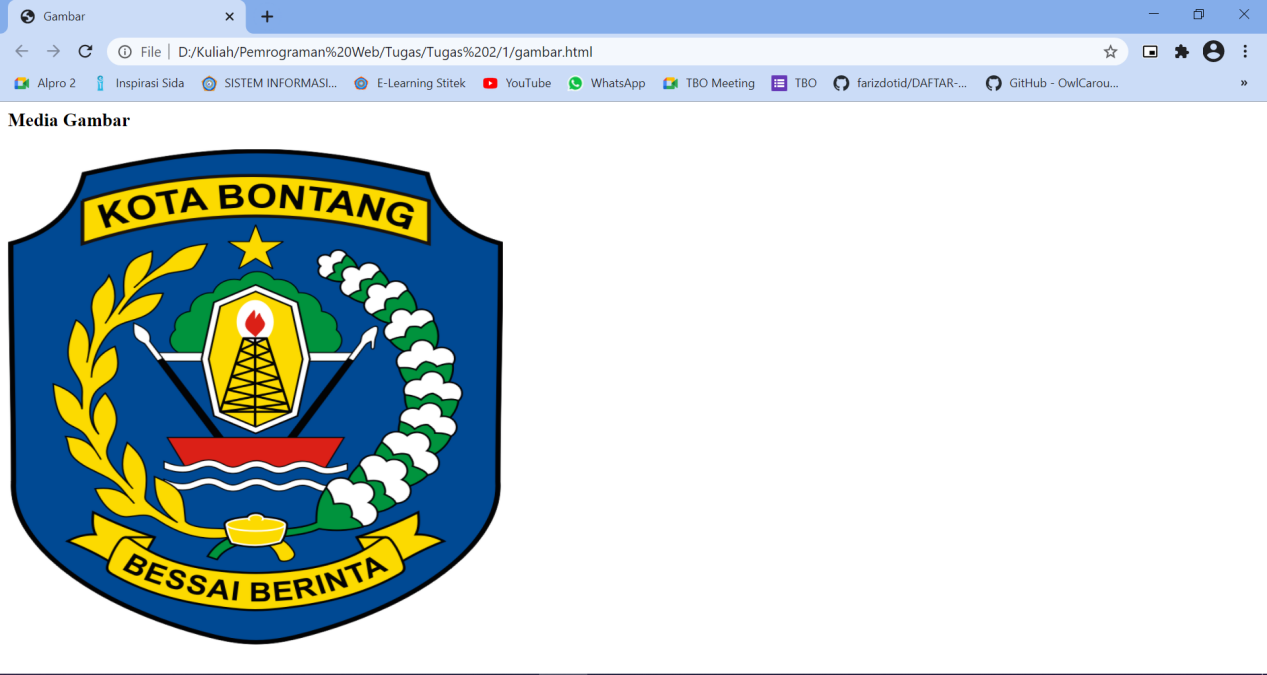 Gambar
File | D:/Kuliah/Pemrograman%20Web/Tugas/Tugas%202/1/gambar.html
Alpro 2 Inspirasi Sida SISTEM INFORMASI... E-Learning Stitek YouTube WhatsApp TBO Meeting TBO farizdotid/DAFTAR-... GitHub - OwlCarou... »
Media Gambar
KOTA BONTANG
BESSAI BERINTA